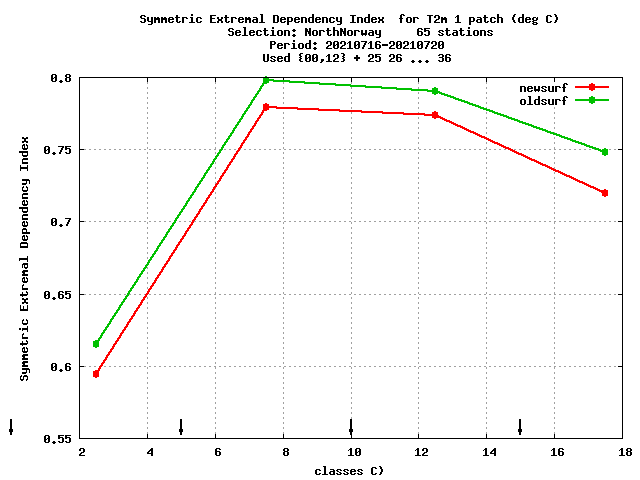 Symmetric Extremal Dependency Index  for T2m 1 patch (deg C)
Selection: NorthNorway     65 stations
Period: 20210716-20210720
Used {00,12} + 25 26 ... 36
newsurf
oldsurf
0.8
0.75
0.7
0.65
0.6
0.55
Symmetric Extremal Dependency Index
2 4 6 8 10 12 14 16 18
classes C)